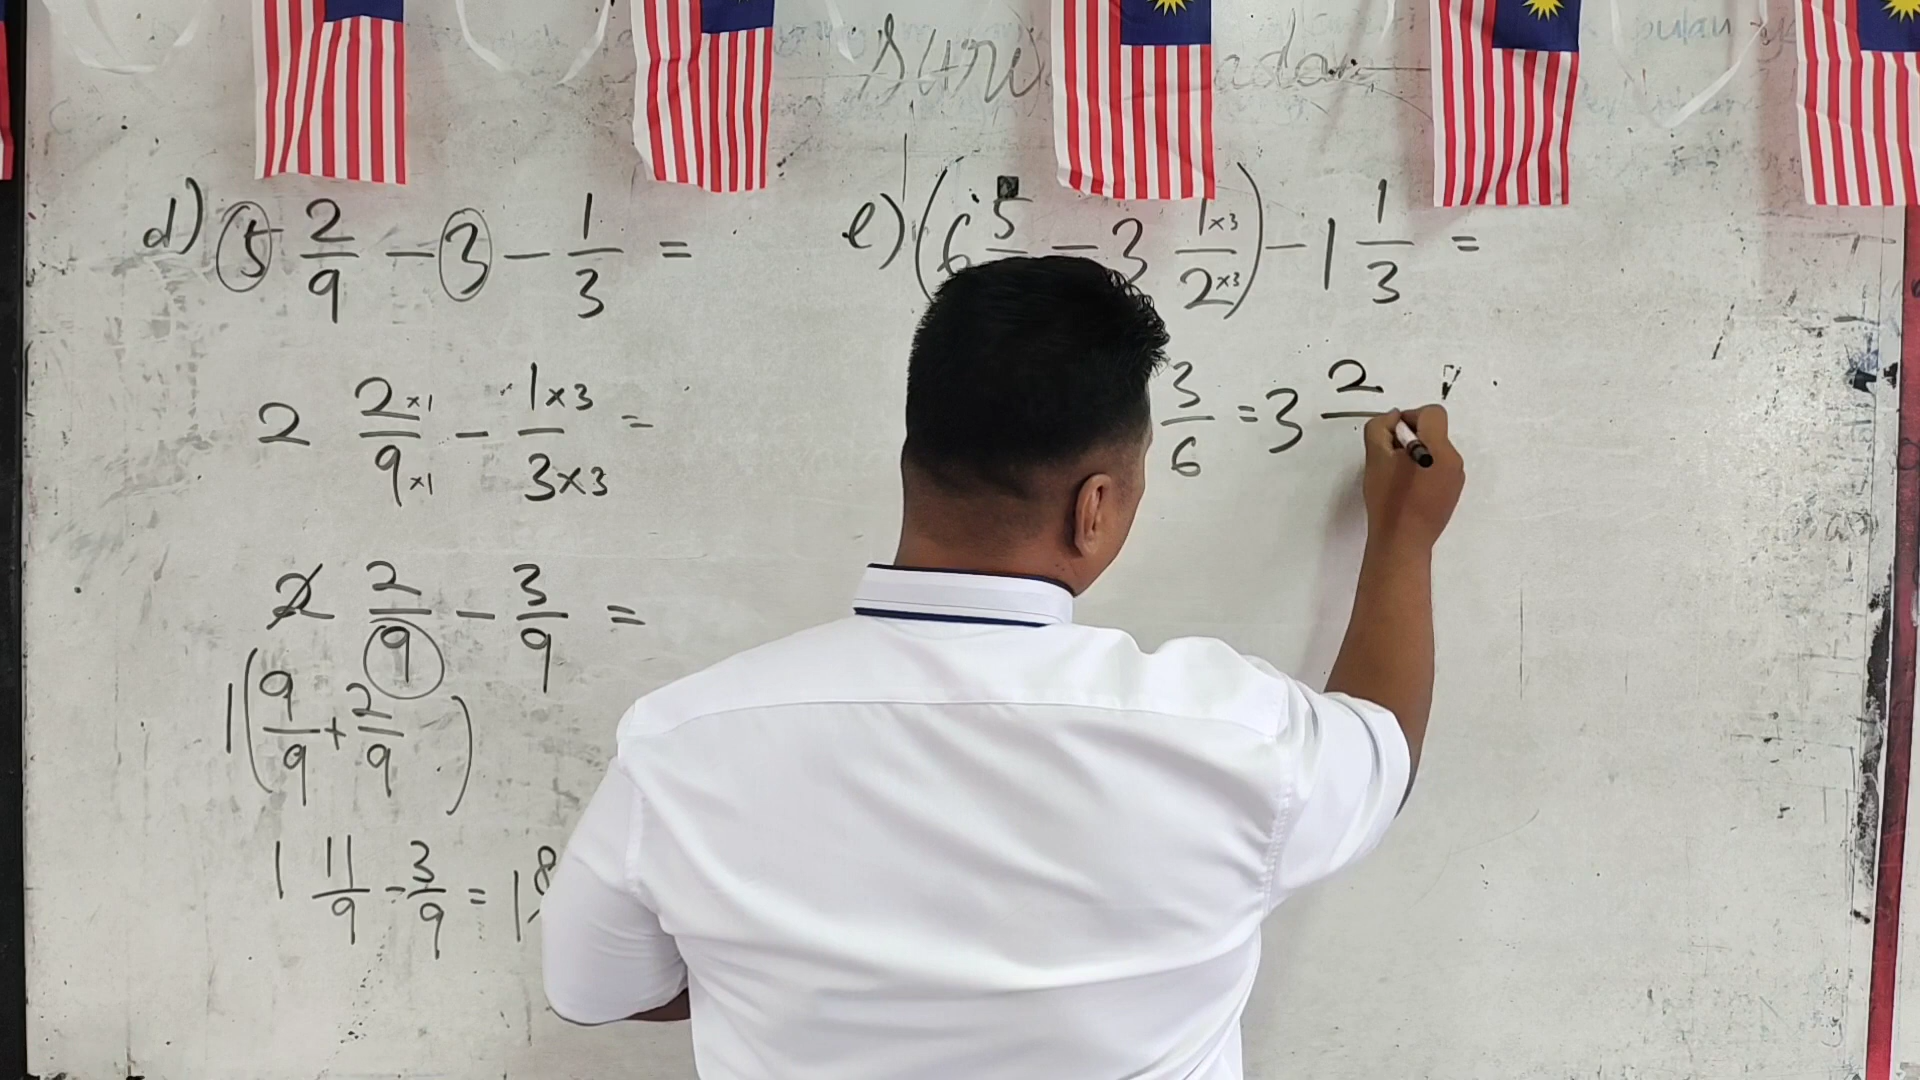 d) 5 2/9 - 3 - 1/3 =
2 2×1/9×1 - 1×3/3×3 =
2 2/9 - 3/9 =
1(9/9 + 2/9)
1 11/9 - 3/9 = 1 8
e) (6 5 - 3 1×3/2×3) - 1 1/3 =
3/6 = 3 2